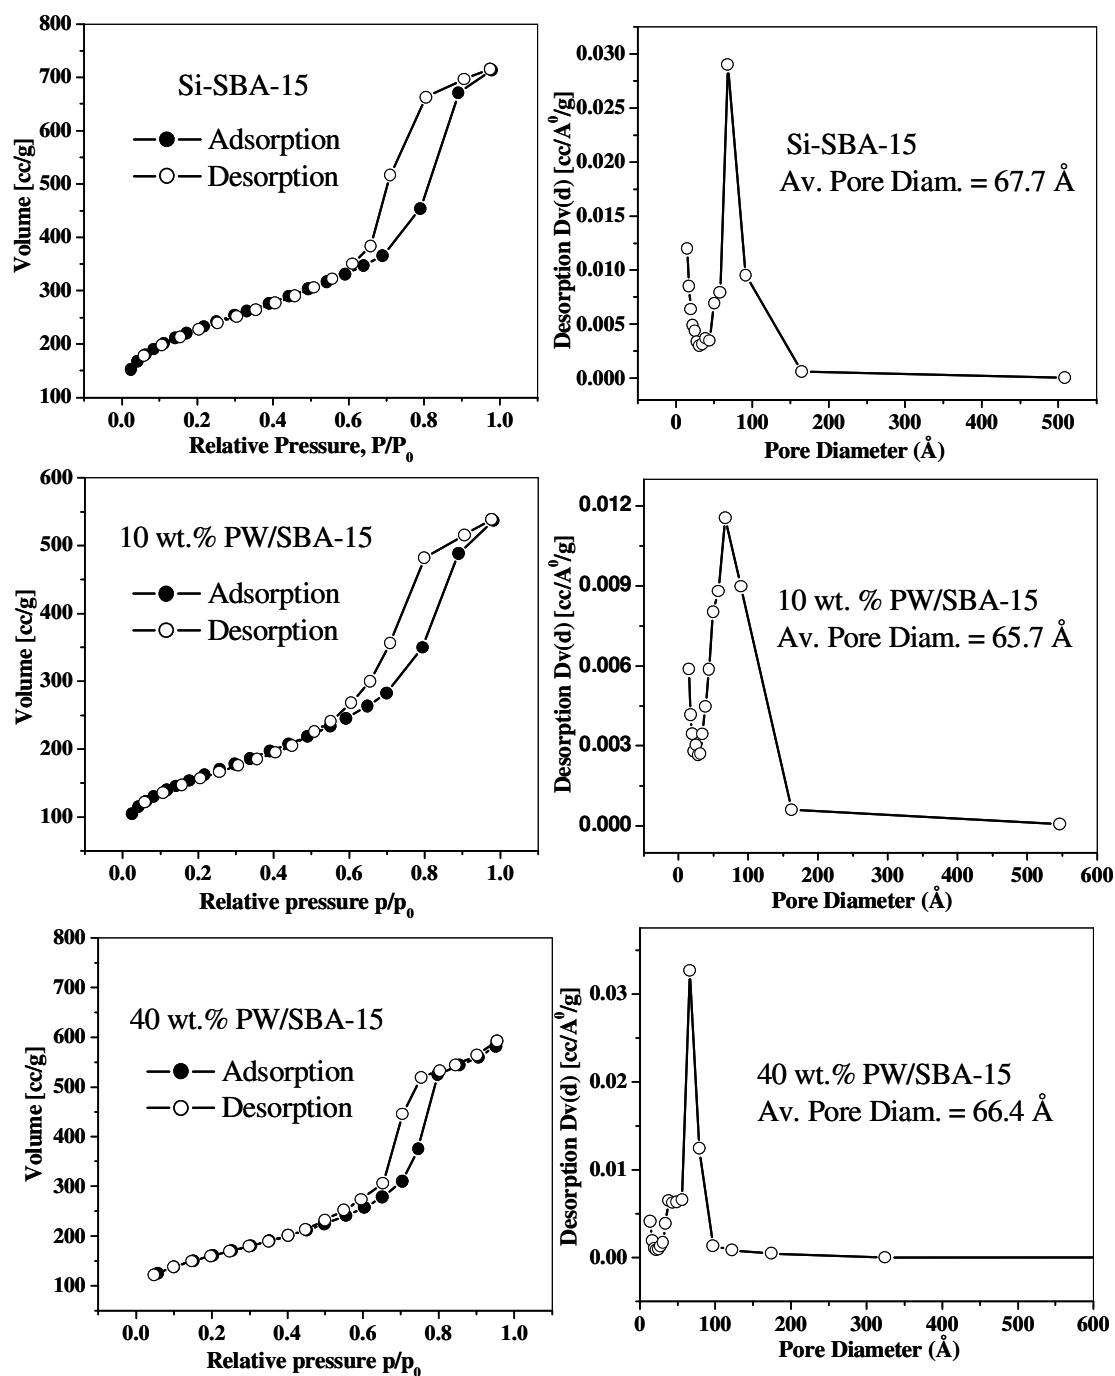 800
700
600
500
400
300
200
100
0.0 0.2 0.4 0.6 0.8 1.0
Volume [cc/g]
Relative Pressure, P/P0
Si-SBA-15
Adsorption
Desorption
0.030
0.025
0.020
0.015
0.010
0.005
0.000
0 100 200 300 400 500
Desorption Dv(d) [cc/A0/g]
Pore Diameter (Å)
Si-SBA-15
Av. Pore Diam. = 67.7 Å
600
500
400
300
200
100
0.0 0.2 0.4 0.6 0.8 1.0
Volume [cc/g]
Relative pressure p/p0
10 wt.% PW/SBA-15
Adsorption
Desorption
0.012
0.009
0.006
0.003
0.000
0 100 200 300 400 500 600
Desorption Dv(d) [cc/A0/g]
Pore Diameter (Å)
10 wt. % PW/SBA-15
Av. Pore Diam. = 65.7 Å
800
700
600
500
400
300
200
100
0.0 0.2 0.4 0.6 0.8 1.0
Volume [cc/g]
Relative pressure p/p0
40 wt.% PW/SBA-15
Adsorption
Desorption
0.03
0.02
0.01
0.00
0 100 200 300 400 500 600
Desorption Dv(d) [cc/A0/g]
Pore Diameter (Å)
40 wt.% PW/SBA-15
Av. Pore Diam. = 66.4 Å